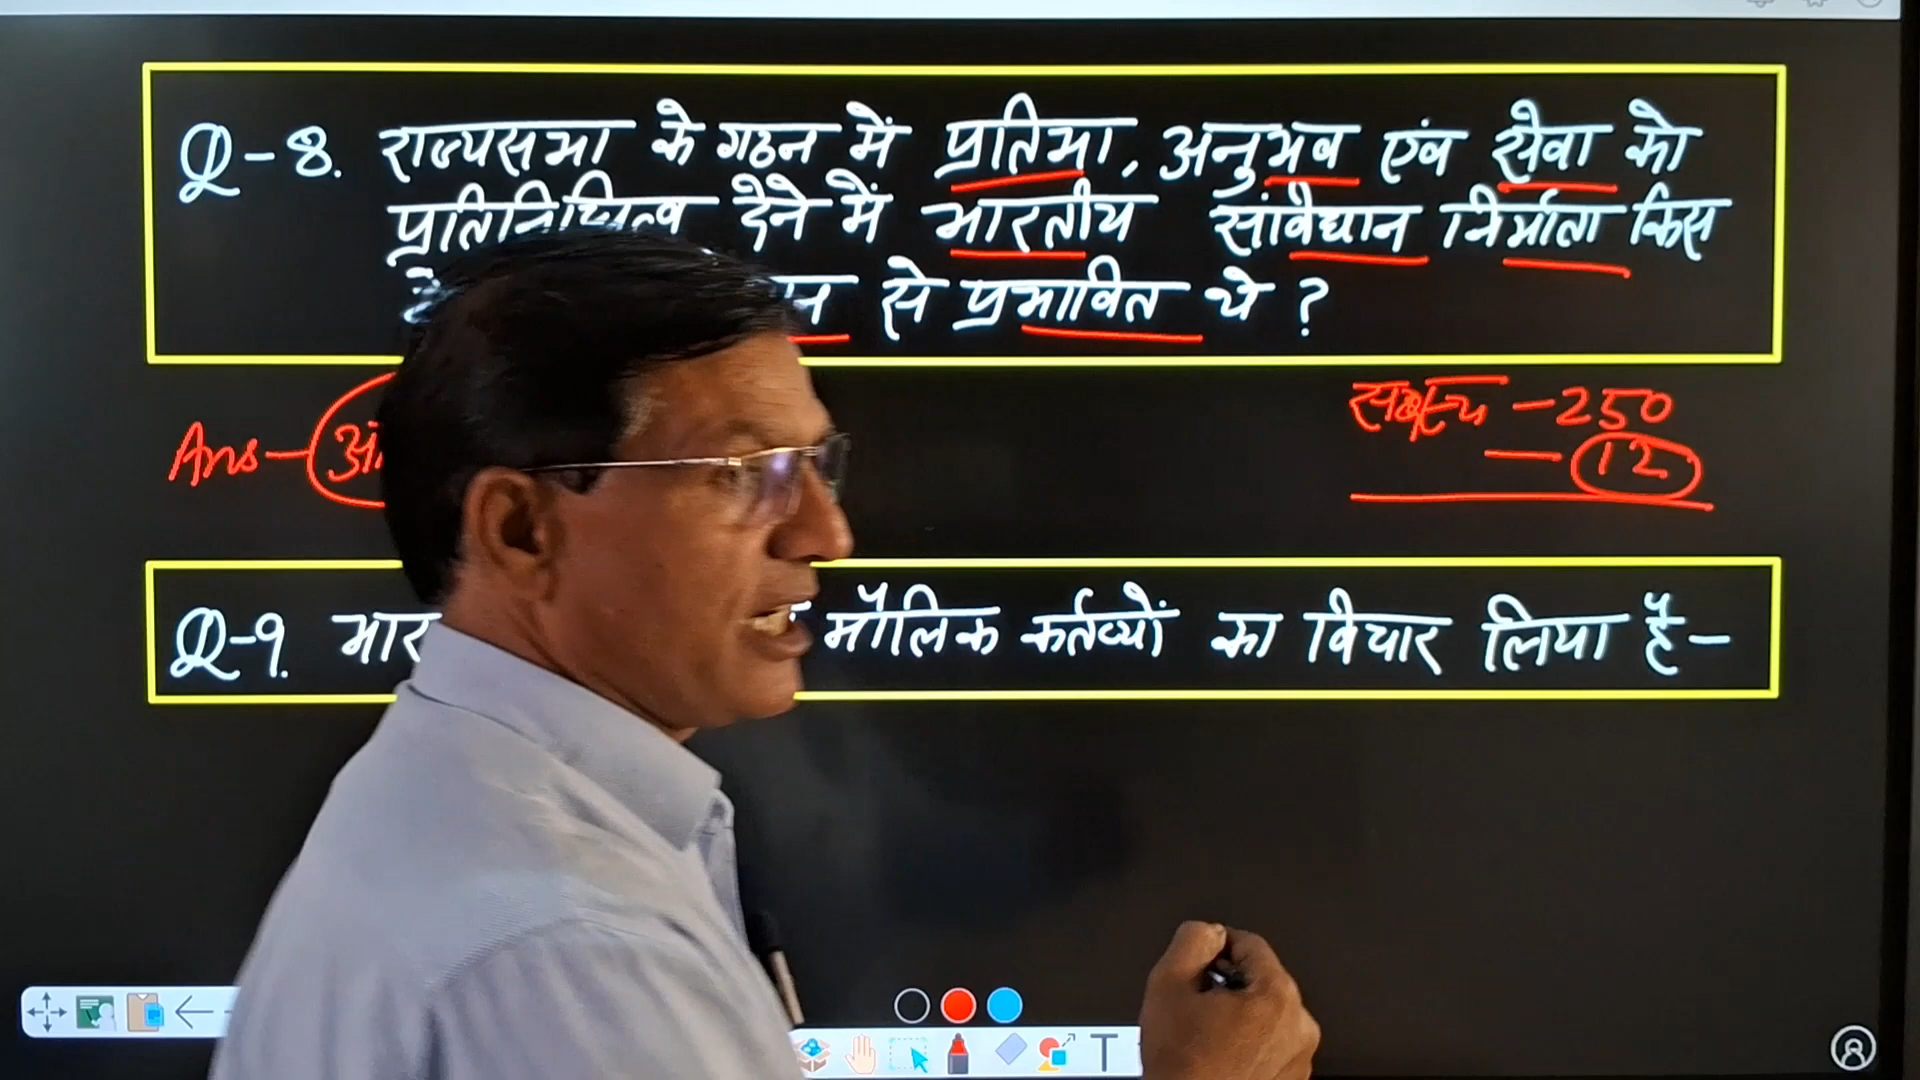 Q-8. राज्यसभा के गठन में प्रतिभा, अनुभव एवं सेवा को
प्रतिनिधित्व देने में भारतीय संविधान निर्माता किस
से प्रभावित थे ?
Ans-
सदस्य - 250
- 12
Q-9. मौलिक कर्तव्यों का विचार लिया है-
T